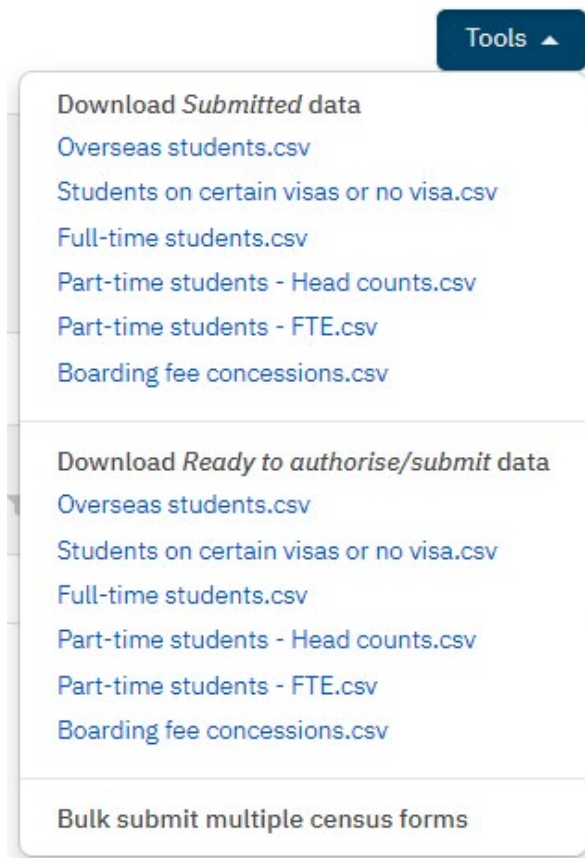 Tools
Download Submitted data
Overseas students.csv
Students on certain visas or no visa.csv
Full-time students.csv
Part-time students - Head counts.csv
Part-time students - FTE.csv
Boarding fee concessions.csv
Download Ready to authorise/submit data
Overseas students.csv
Students on certain visas or no visa.csv
Full-time students.csv
Part-time students - Head counts.csv
Part-time students - FTE.csv
Boarding fee concessions.csv
Bulk submit multiple census forms